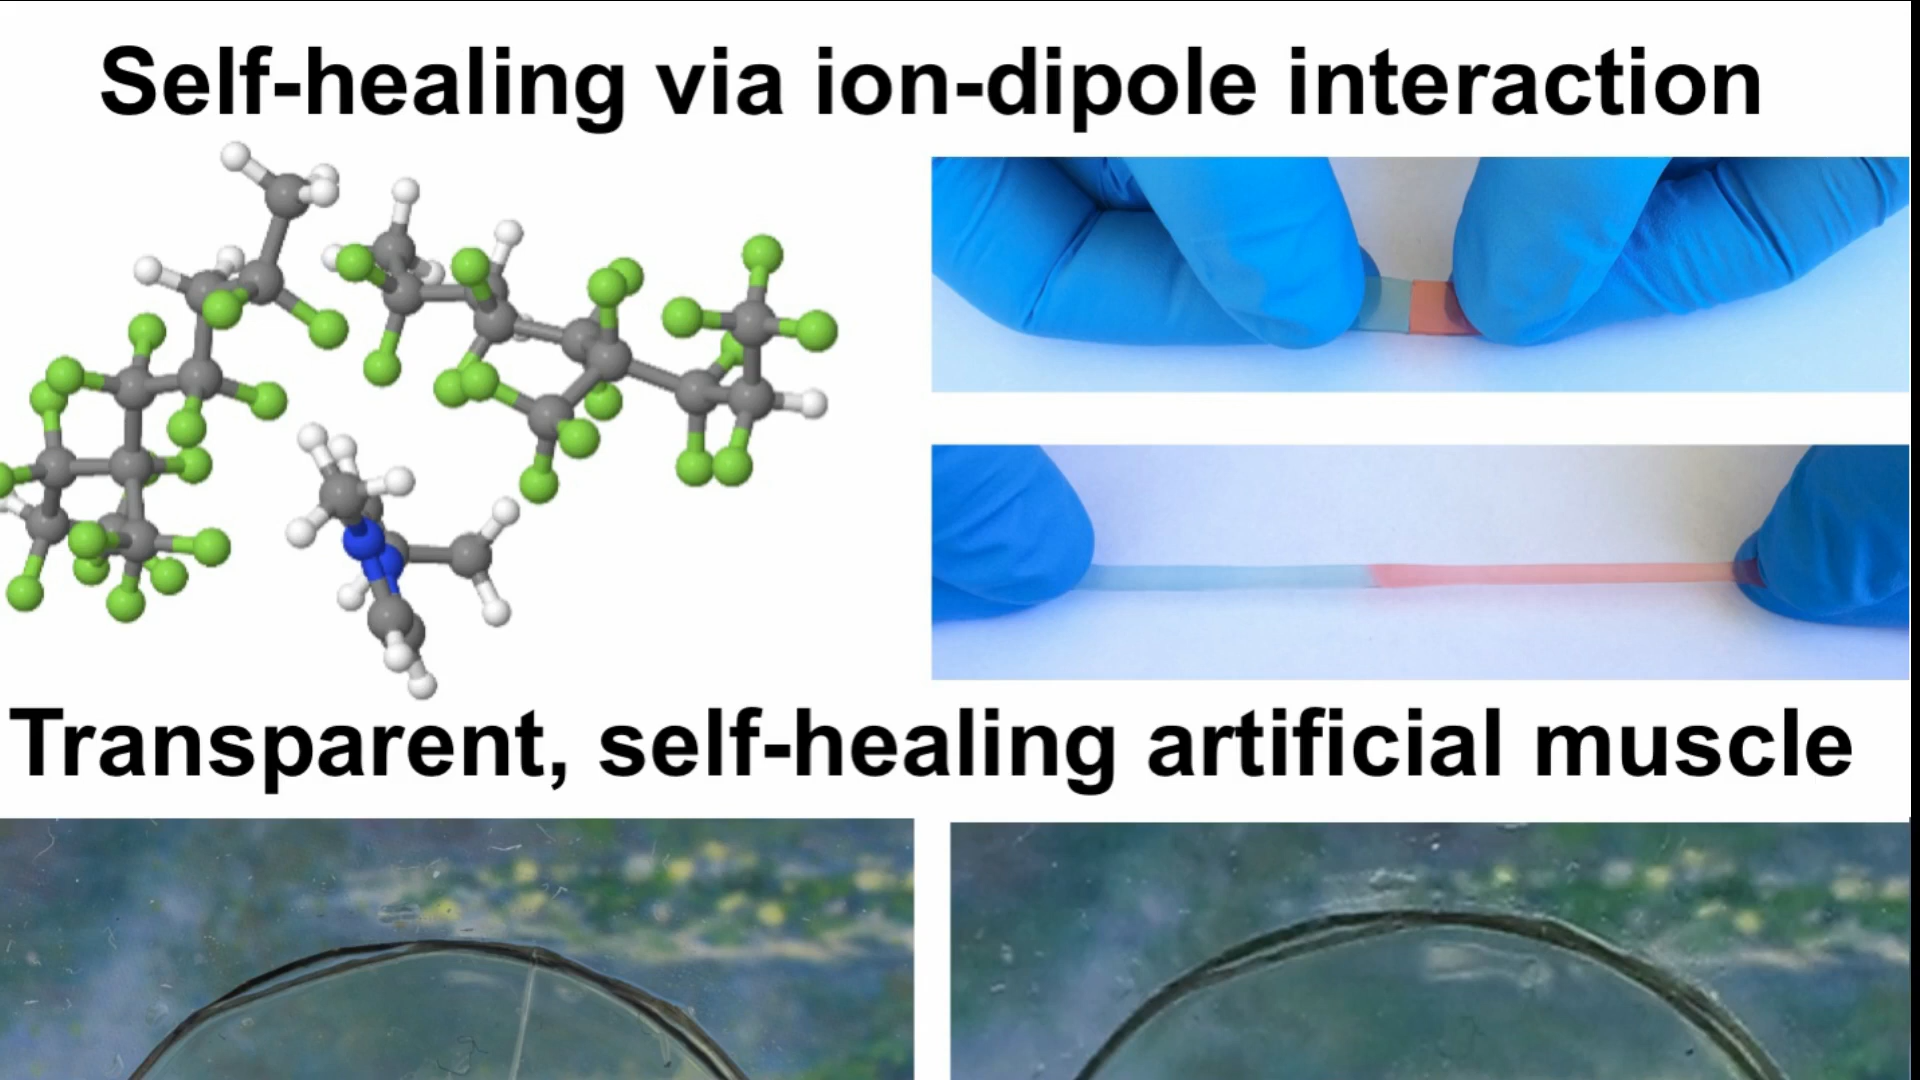 Self-healing via ion-dipole interaction
Transparent, self-healing artificial muscle